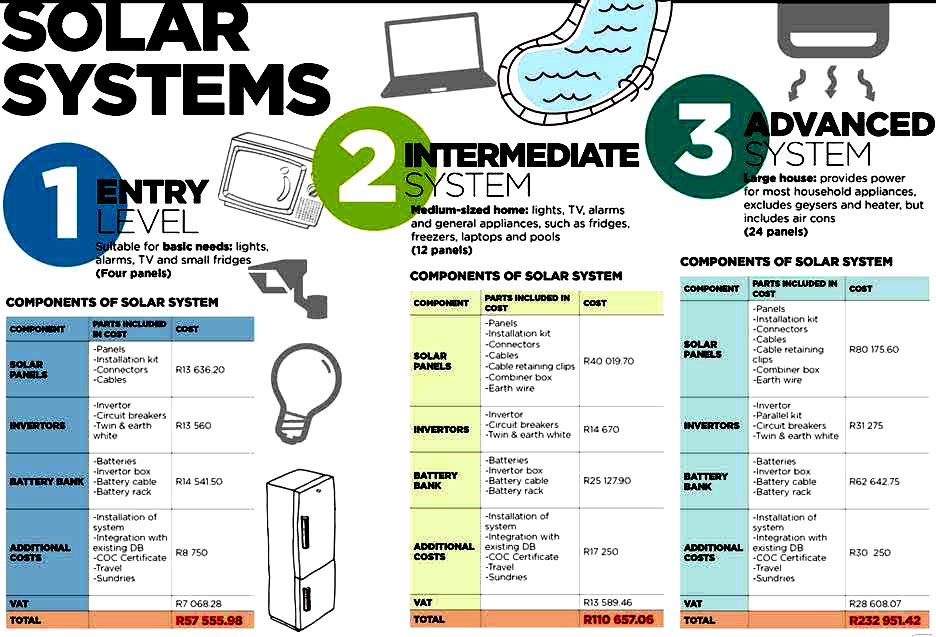 SOLAR
SYSTEMS
1
ENTRY
LEVEL
Suitable for basic needs: lights,
alarms, TV and small fridges
(Four panels)
COMPONENTS OF SOLAR SYSTEM
COMPONENT PARTS INCLUDED IN COST COST
SOLAR PANELS
-Panels
-Installation kit
-Connectors
-Cables
R13 636.20
INVERTORS
-Invertor
-Circuit breakers
-Twin & earth
white
R13 560
BATTERY BANK
-Batteries
-Invertor box
-Battery cable
-Battery rack
R14 541.50
ADDITIONAL COSTS
-Installation of
system
-Integration with
existing DB
-COC Certificate
-Travel
-Sundries
R8 750
VAT R7 068.28
TOTAL R57 555.98
2
INTERMEDIATE
SYSTEM
Medium-sized home: lights, TV, alarms
and general appliances, such as fridges,
freezers, laptops and pools
(12 panels)
COMPONENTS OF SOLAR SYSTEM
COMPONENT PARTS INCLUDED IN COST COST
SOLAR PANELS
-Panels
-Installation kit
-Connectors
-Cables
-Cable retaining clips
-Combiner box
-Earth wire
R40 019.70
INVERTORS
-Invertor
-Circuit breakers
-Twin & earth white
R14 670
BATTERY BANK
-Batteries
-Invertor box
-Battery cable
-Battery rack
R25 127.90
ADDITIONAL COSTS
-Installation of
system
-Integration with
existing DB
-COC Certificate
-Travel
-Sundries
R17 250
VAT R13 589.46
TOTAL R110 657.06
3
ADVANCED
SYSTEM
Large house: provides power
for most household appliances,
excludes geysers and heater, but
includes air cons
(24 panels)
COMPONENTS OF SOLAR SYSTEM
COMPONENT PARTS INCLUDED IN COST COST
SOLAR PANELS
-Panels
-Installation kit
-Connectors
-Cables
-Cable retaining
clips
-Combiner box
-Earth wire
R80 175.60
INVERTORS
-Invertor
-Parallel kit
-Circuit breakers
-Twin & earth white
R31 275
BATTERY BANK
-Batteries
-Invertor box
-Battery cable
-Battery rack
R62 642.75
ADDITIONAL COSTS
-Installation of
system
-Integration with
existing DB
-COC Certificate
-Travel
-Sundries
R30 250
VAT R28 608.07
TOTAL R232 951.42